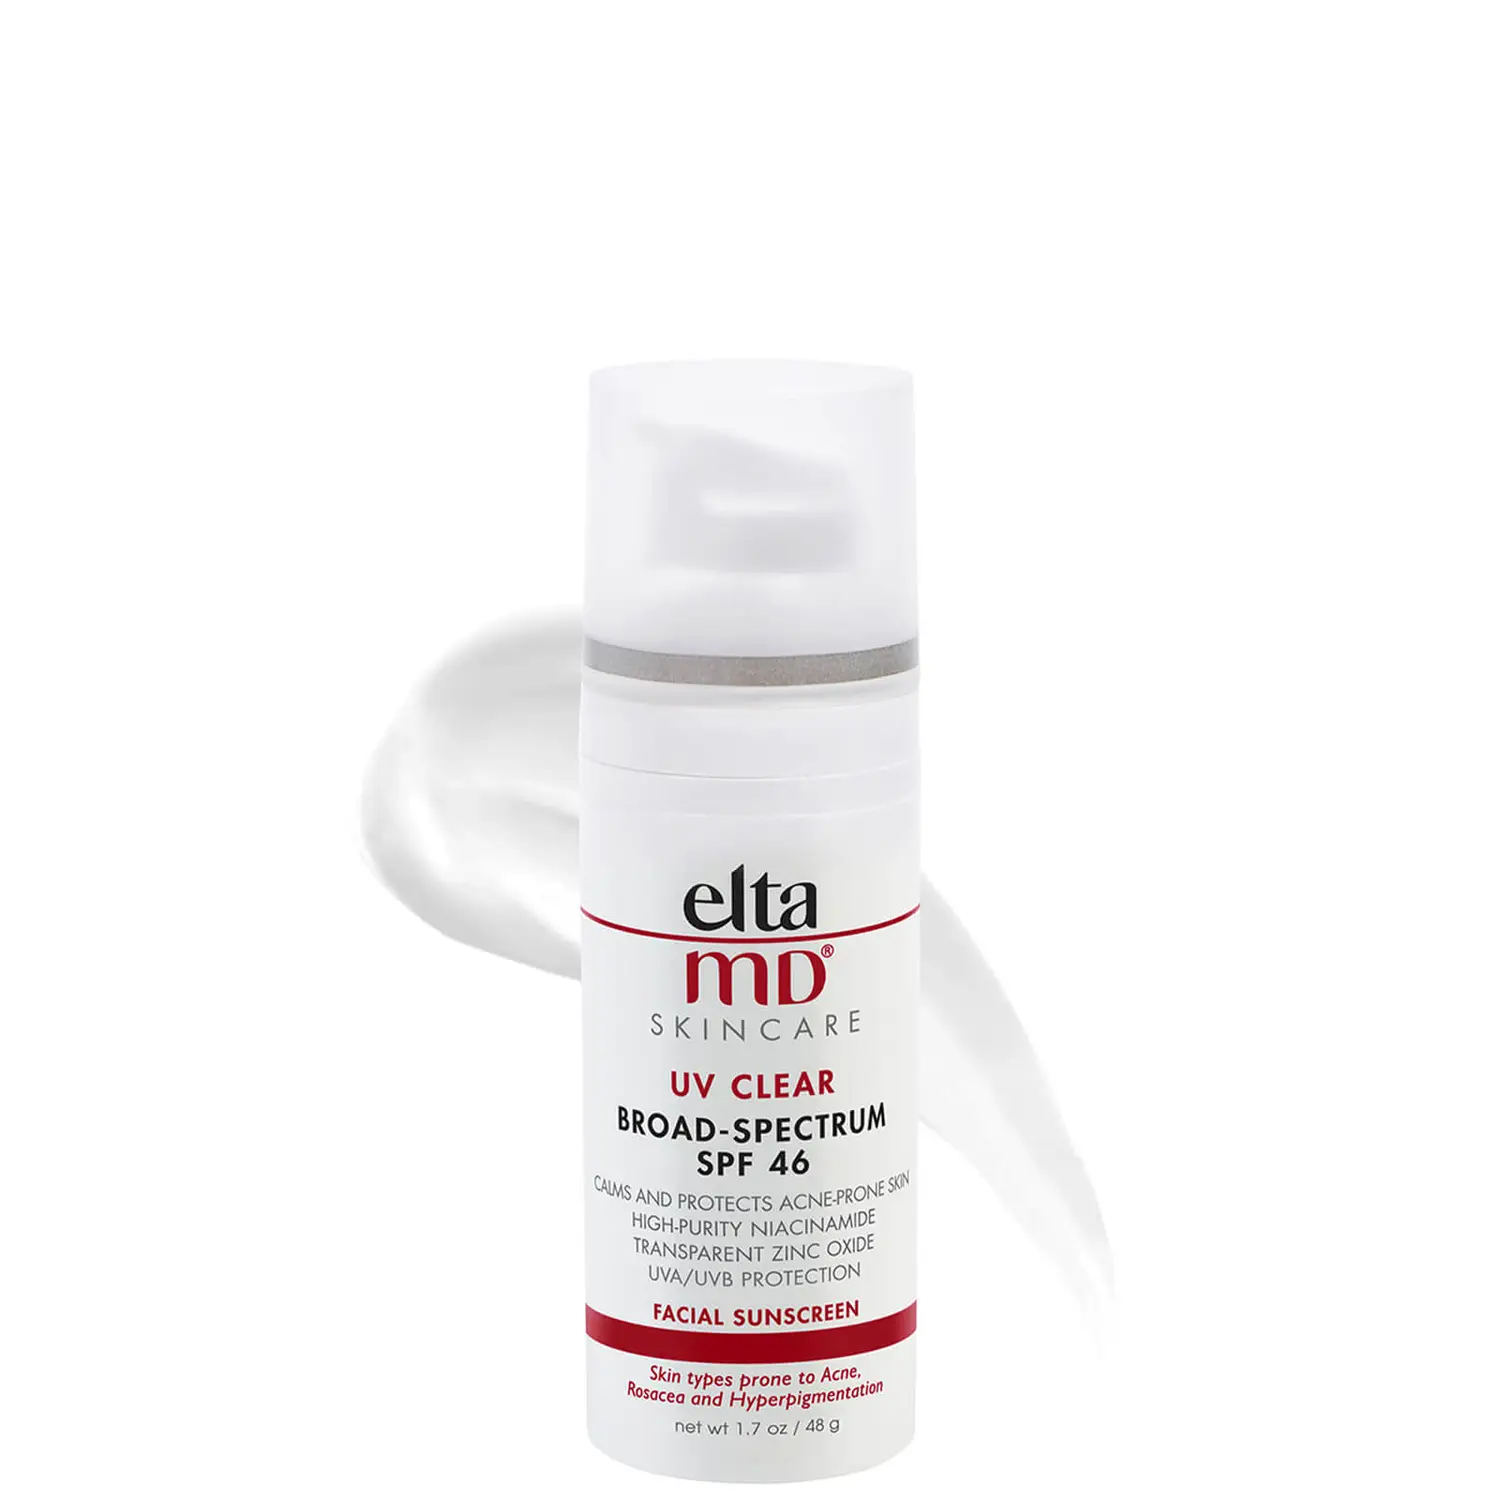 elta
MD®
SKINCARE
UV CLEAR
BROAD-SPECTRUM
SPF 46
CALMS AND PROTECTS ACNE-PRONE SKIN
HIGH-PURITY NIACINAMIDE
TRANSPARENT ZINC OXIDE
UVA/UVB PROTECTION
FACIAL SUNSCREEN
Skin types prone to Acne,
Rosacea and Hyperpigmentation
net wt 1.7 oz / 48 g